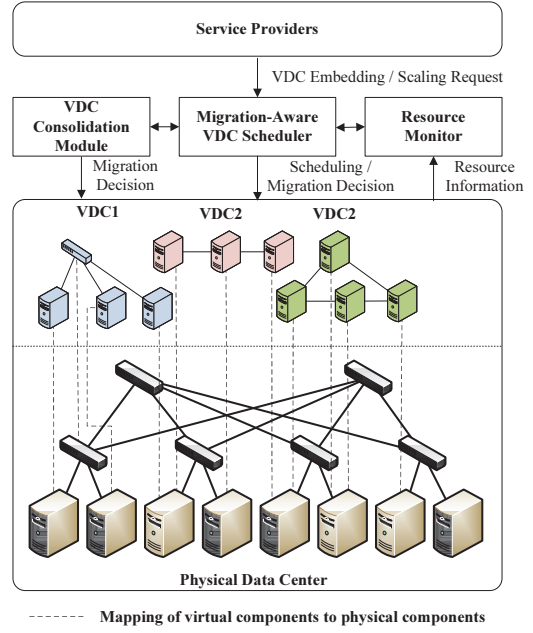 Service Providers
VDC Embedding / Scaling Request
VDC
Consolidation
Module
Migration-Aware
VDC Scheduler
Resource
Monitor
Migration
Decision
Scheduling /
Migration Decision
Resource
Information
VDC1
VDC2
VDC2
Physical Data Center
Mapping of virtual components to physical components